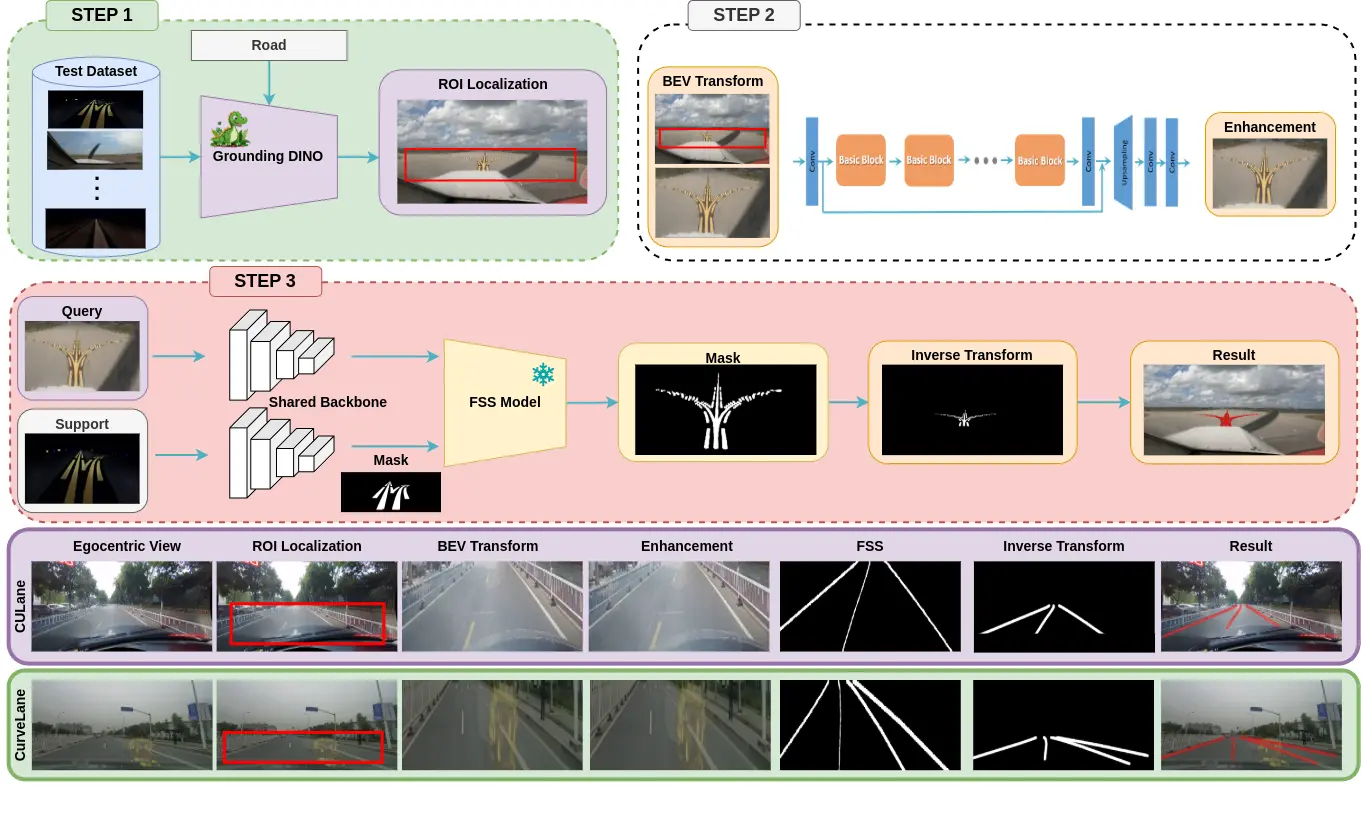 STEP 1
Test Dataset
Road
Grounding DINO
ROI Localization
STEP 2
BEV Transform
Conv
Basic Block
Basic Block
Basic Block
Conv
Upsampling
Conv
Conv
Enhancement
STEP 3
Query
Support
Shared Backbone
Mask
FSS Model
Mask
Inverse Transform
Result
Egocentric View
ROI Localization
BEV Transform
Enhancement
FSS
Inverse Transform
Result
CULane
CurveLane